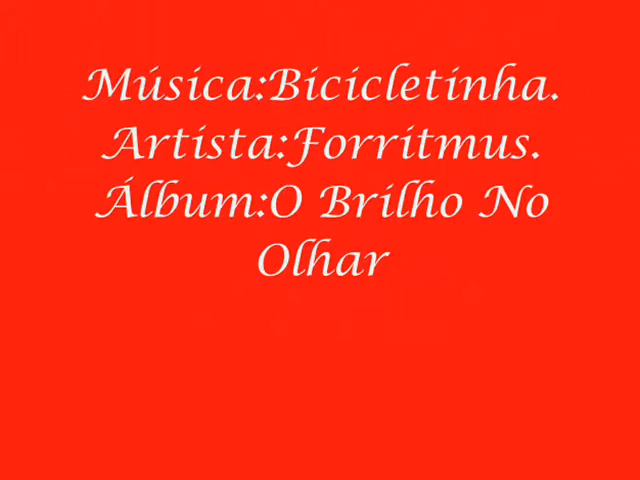 Música:Bicicletinha.
Artista:Forritmus.
Álbum:O Brilho No
Olhar